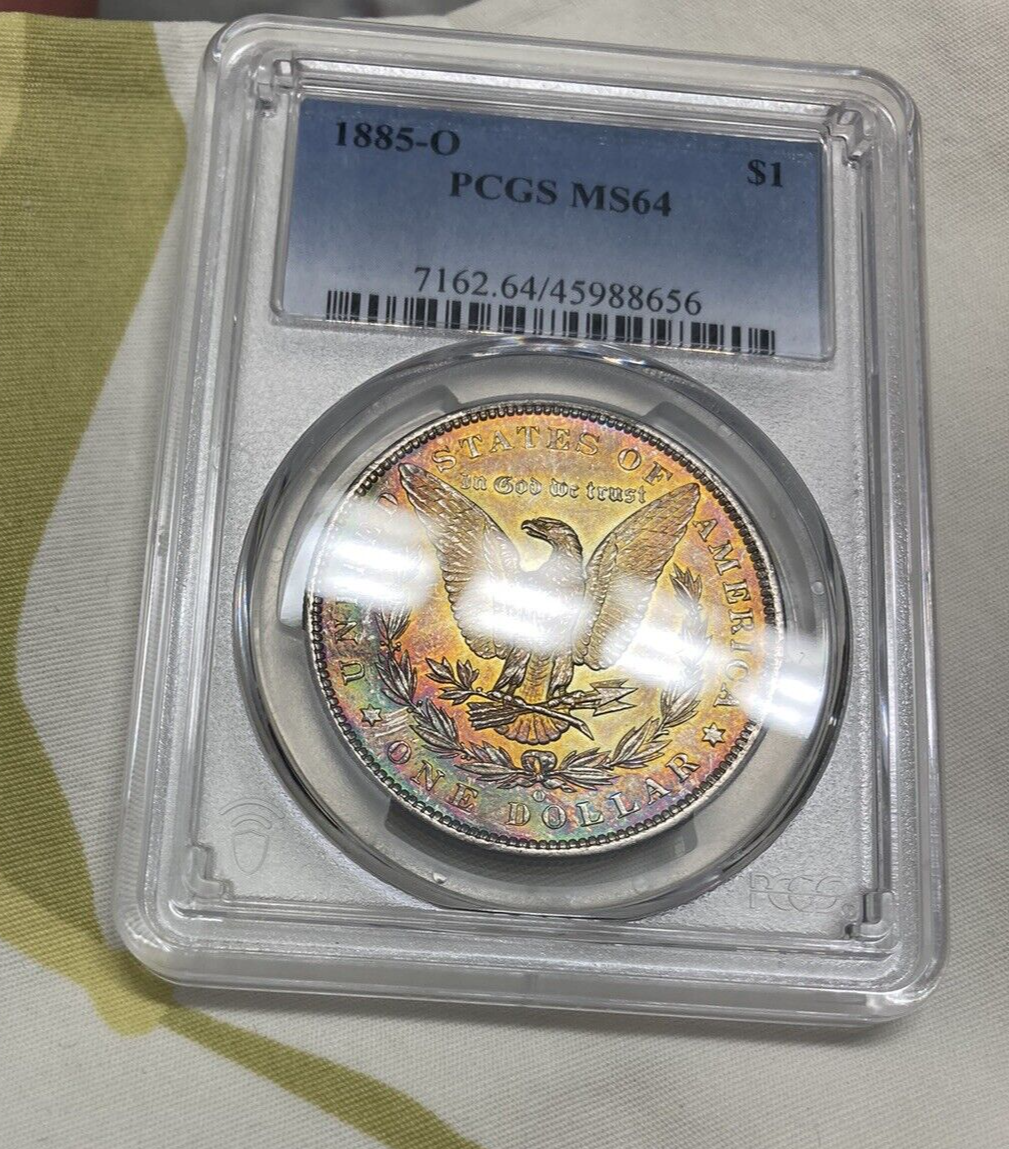 1885-O
$1
PCGS MS64
7162.64/45988656
STATES OF AMERICA
In God we trust
O
ONE DOLLAR
PCGS